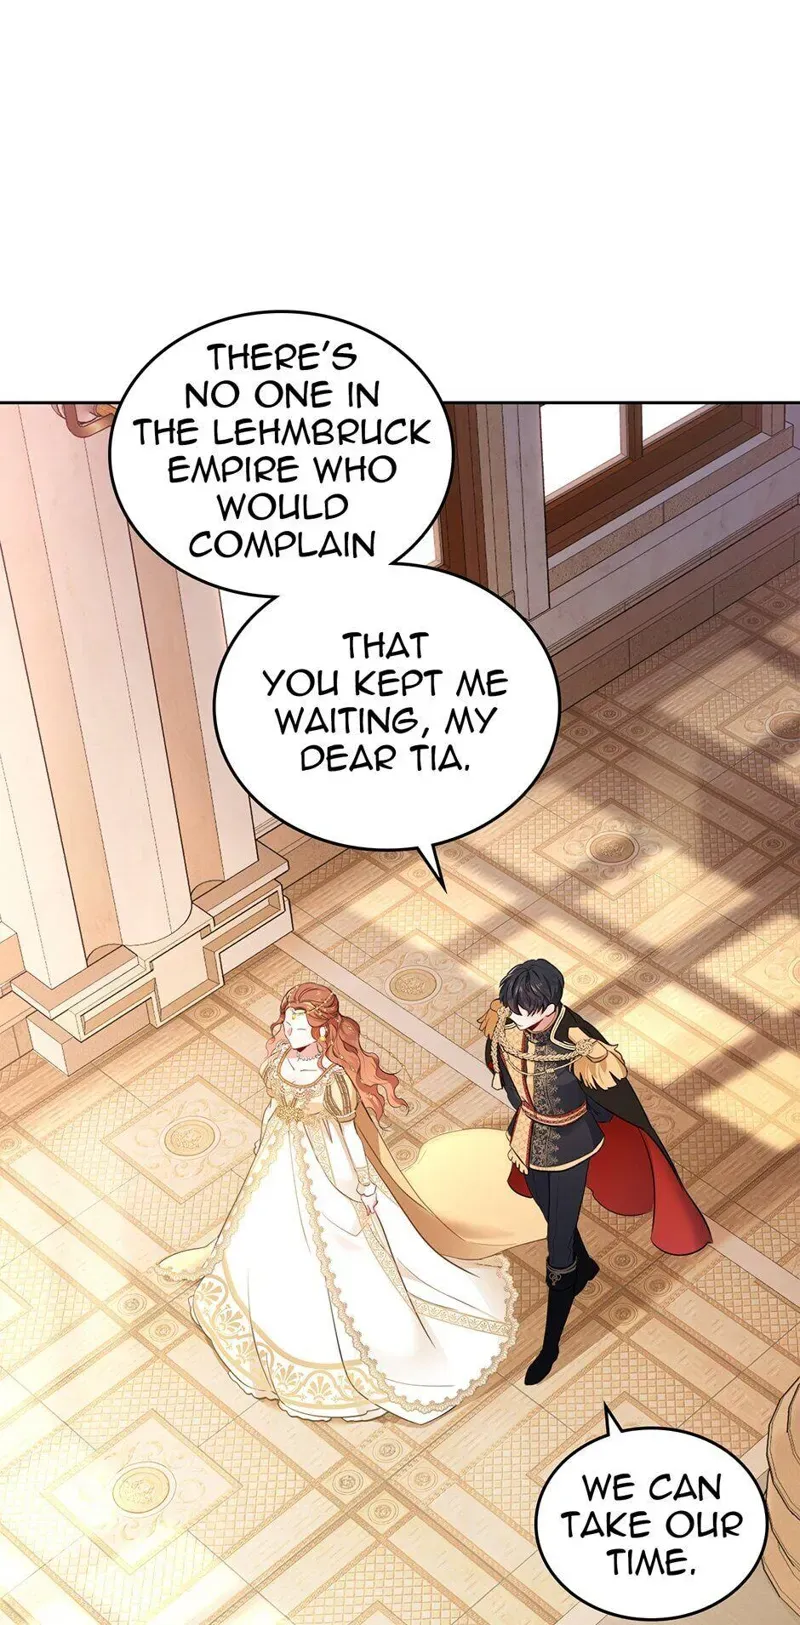 THERE'S
NO ONE IN
THE LEHMBRUCK
EMPIRE WHO
WOULD
COMPLAIN
THAT
YOU KEPT ME
WAITING, MY
DEAR TIA.
WE CAN
TAKE OUR
TIME.